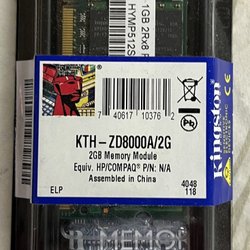 1GB 2Rx8 P
HYMP512S
7 40617 10376 2
Kingston
KTH-ZD8000A/2G
2GB Memory Module
Equiv. HP/COMPAQ® P/N: N/A
Assembled in China
ELP
4048
118
MEMO